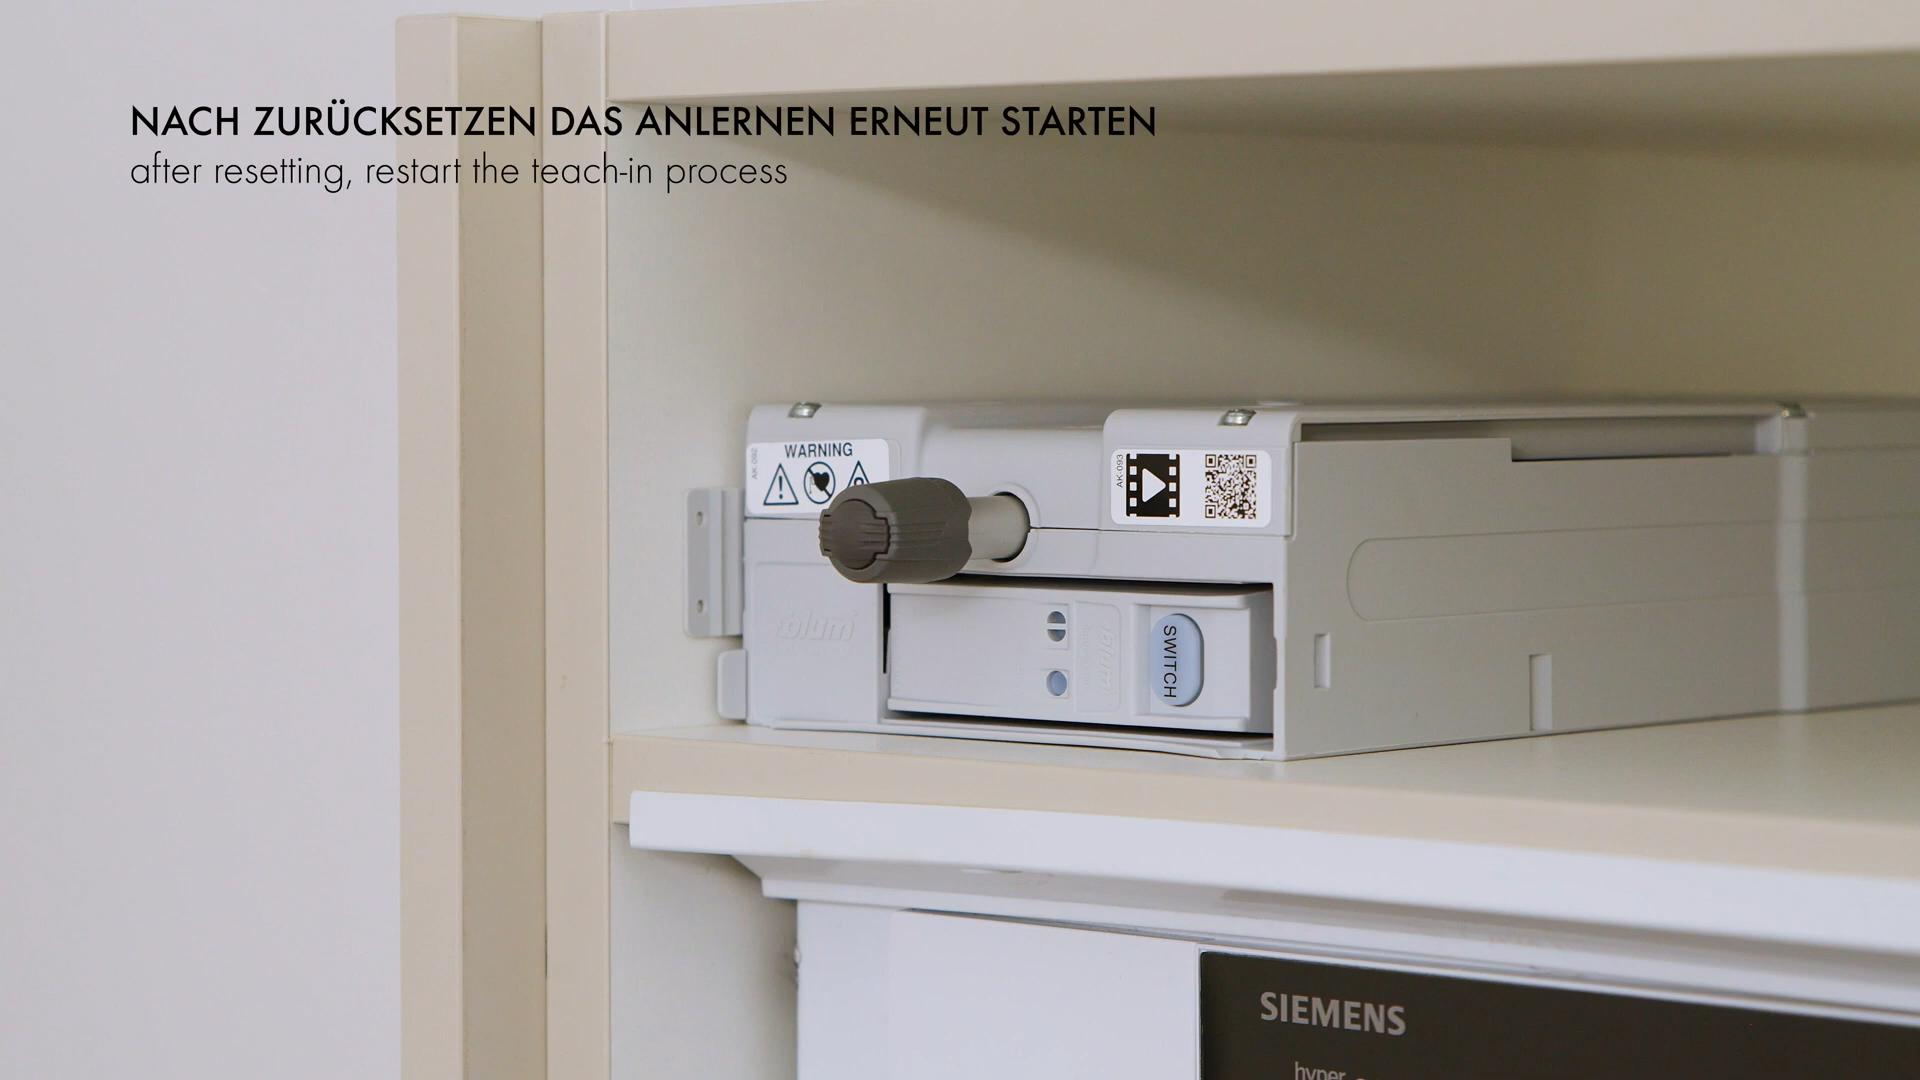 NACH ZURÜCKSETZEN DAS ANLERNEN ERNEUT STARTEN
after resetting, restart the teach-in process
AK-092
WARNING
AK-093
blum
blum
SWITCH
SIEMENS
hyper